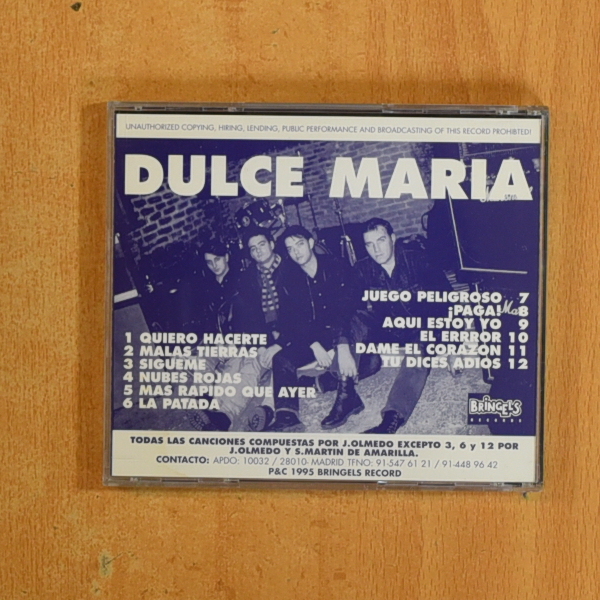 UNAUTHORIZED COPYING, HIRING, LENDING, PUBLIC PERFORMANCE AND BROADCASTING OF THIS RECORD PROHIBTED!
DULCE MARIA
1 QUIERO HACERTE
2 MALAS TIERRAS
3 SIGUEME
4 NUBES ROJAS
5 MAS RAPIDO QUE AYER
6 LA PATADA
JUEGO PELIGROSO 7
¡PAGA! 8
AQUI ESTOY YO 9
EL ERRROR 10
DAME EL CORAZON 11
TU DICES ADIOS 12
BRINGEL'S
RECORDS
TODAS LAS CANCIONES COMPUESTAS POR J.OLMEDO EXCEPTO 3, 6 y 12 POR
J.OLMEDO Y S.MARTIN DE AMARILLA.
CONTACTO: APDO: 10032 / 28010- MADRID TFNO: 91-547 61 21 / 91-448 96 42
P&C 1995 BRINGELS RECORD